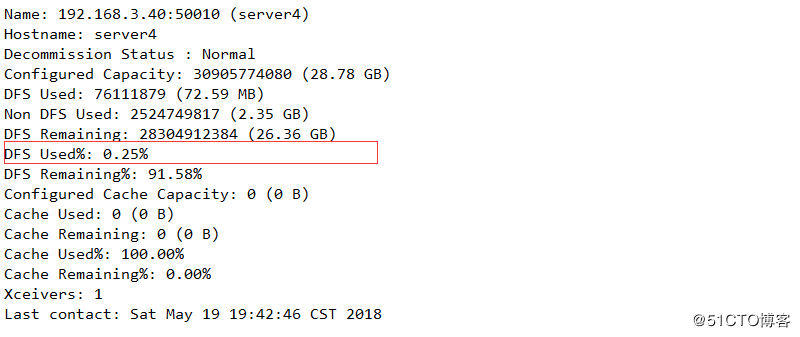 Name: 192.168.3.40:50010 (server4)
Hostname: server4
Decommission Status : Normal
Configured Capacity: 30905774080 (28.78 GB)
DFS Used: 76111879 (72.59 MB)
Non DFS Used: 2524749817 (2.35 GB)
DFS Remaining: 28304912384 (26.36 GB)
DFS Used%: 0.25%
DFS Remaining%: 91.58%
Configured Cache Capacity: 0 (0 B)
Cache Used: 0 (0 B)
Cache Remaining: 0 (0 B)
Cache Used%: 100.00%
Cache Remaining%: 0.00%
Xceivers: 1
Last contact: Sat May 19 19:42:46 CST 2018
@51CTO博客